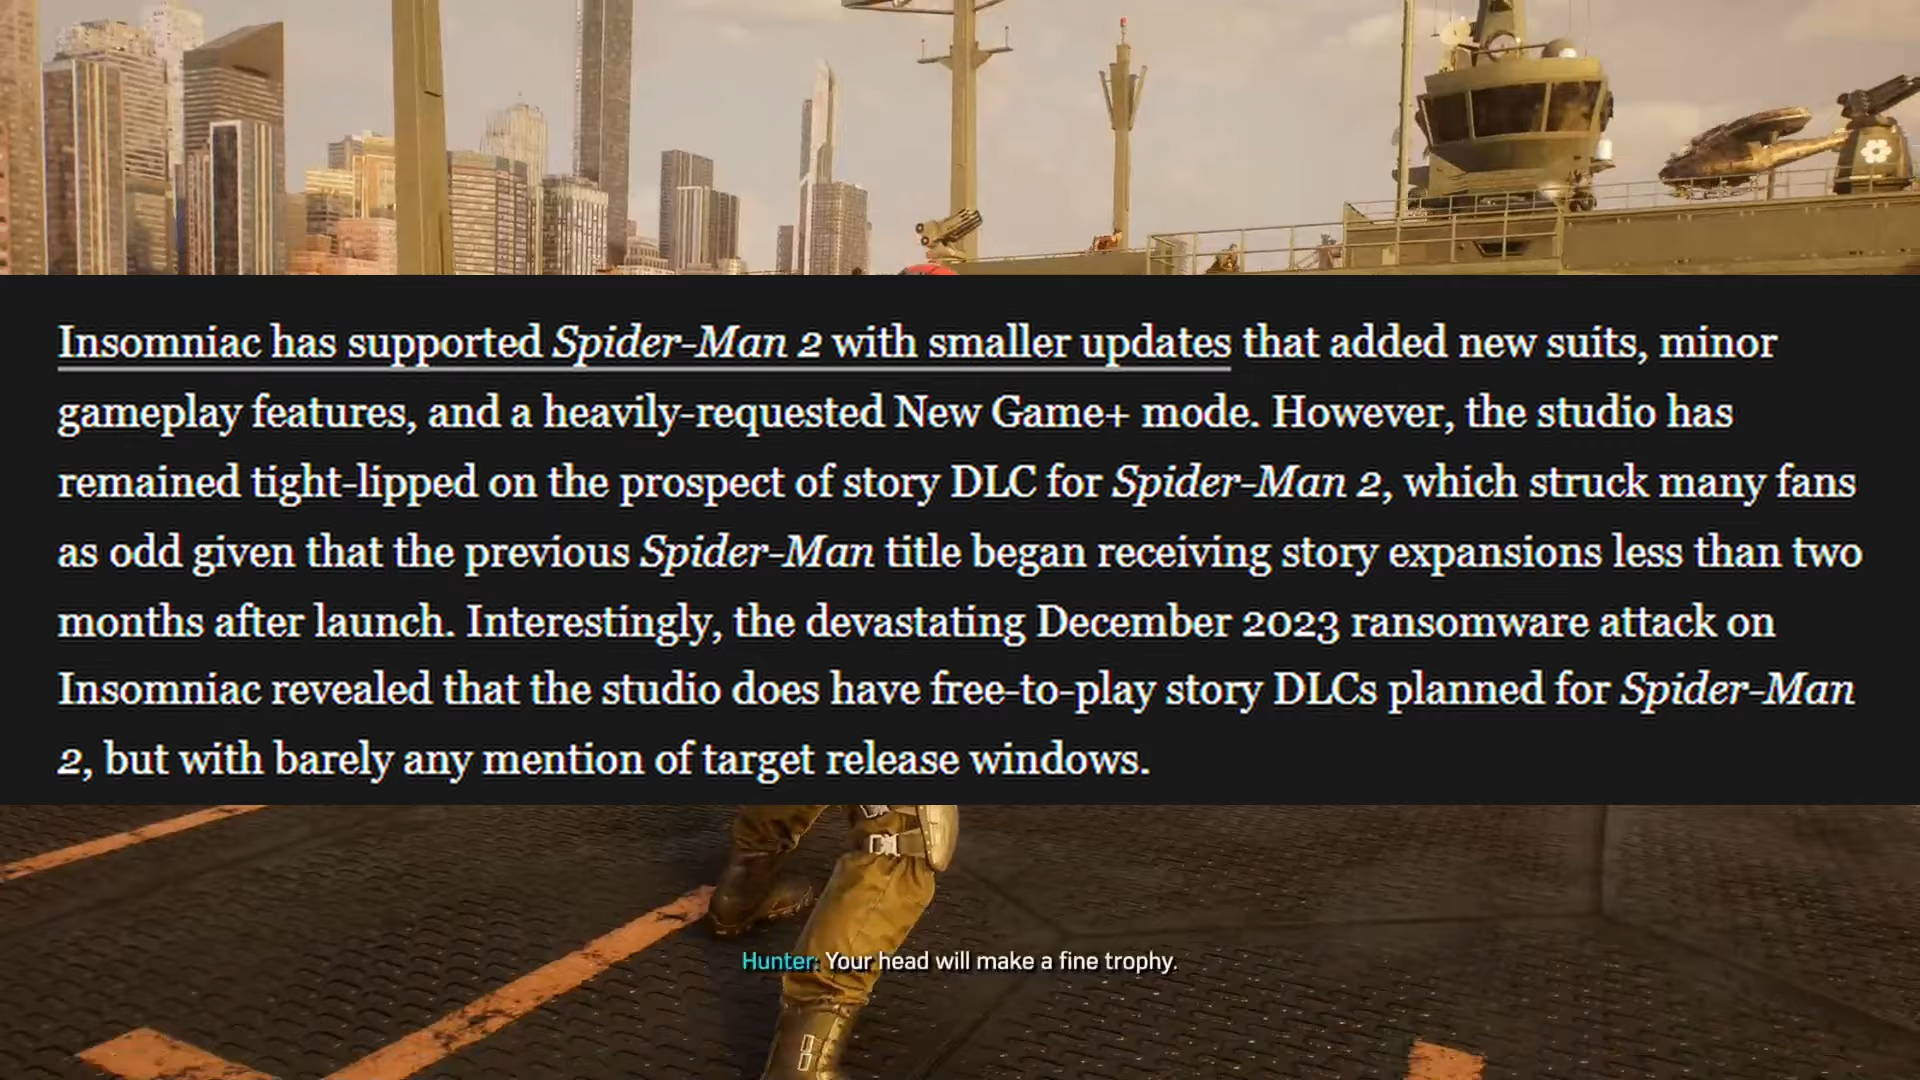 Insomniac has supported Spider-Man 2 with smaller updates that added new suits, minor
gameplay features, and a heavily-requested New Game+ mode. However, the studio has
remained tight-lipped on the prospect of story DLC for Spider-Man 2, which struck many fans
as odd given that the previous Spider-Man title began receiving story expansions less than two
months after launch. Interestingly, the devastating December 2023 ransomware attack on
Insomniac revealed that the studio does have free-to-play story DLCs planned for Spider-Man
2, but with barely any mention of target release windows.
Hunter: Your head will make a fine trophy.